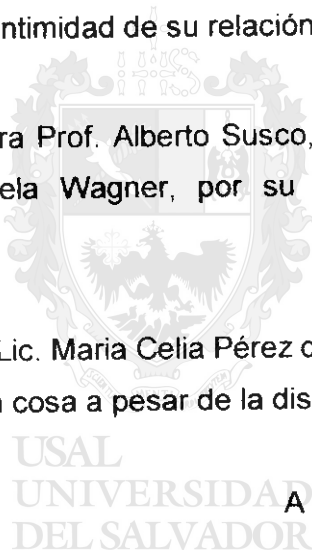 ntimidad de su relación
ra Prof. Alberto Susco,
ela Wagner, por su
Lic. Maria Celia Pérez
cosa a pesar de la dis
A
USAL
UNIVERSIDAD
DEL SALVADOR